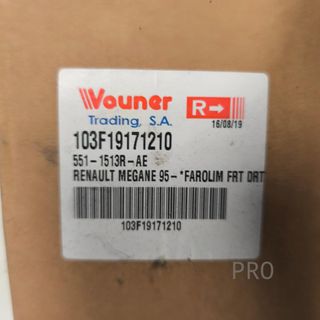 Vouner R→
Trading, S.A. 16/08/19
103F19171210
551-1513R-AE
RENAULT MEGANE 95- *FAROLIM FRT DRT
103F19171210
PRO